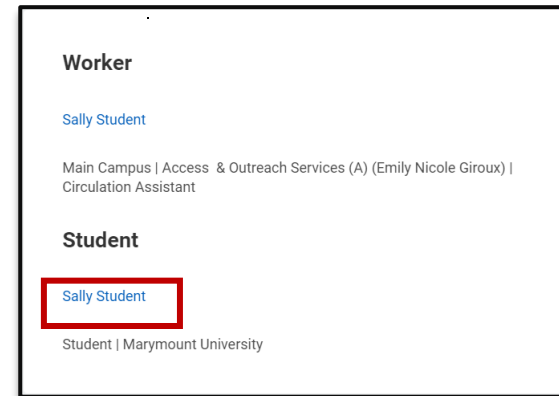 Worker
Sally Student
Main Campus | Access & Outreach Services (A) (Emily Nicole Giroux) |
Circulation Assistant
Student
Sally Student
Student | Marymount University